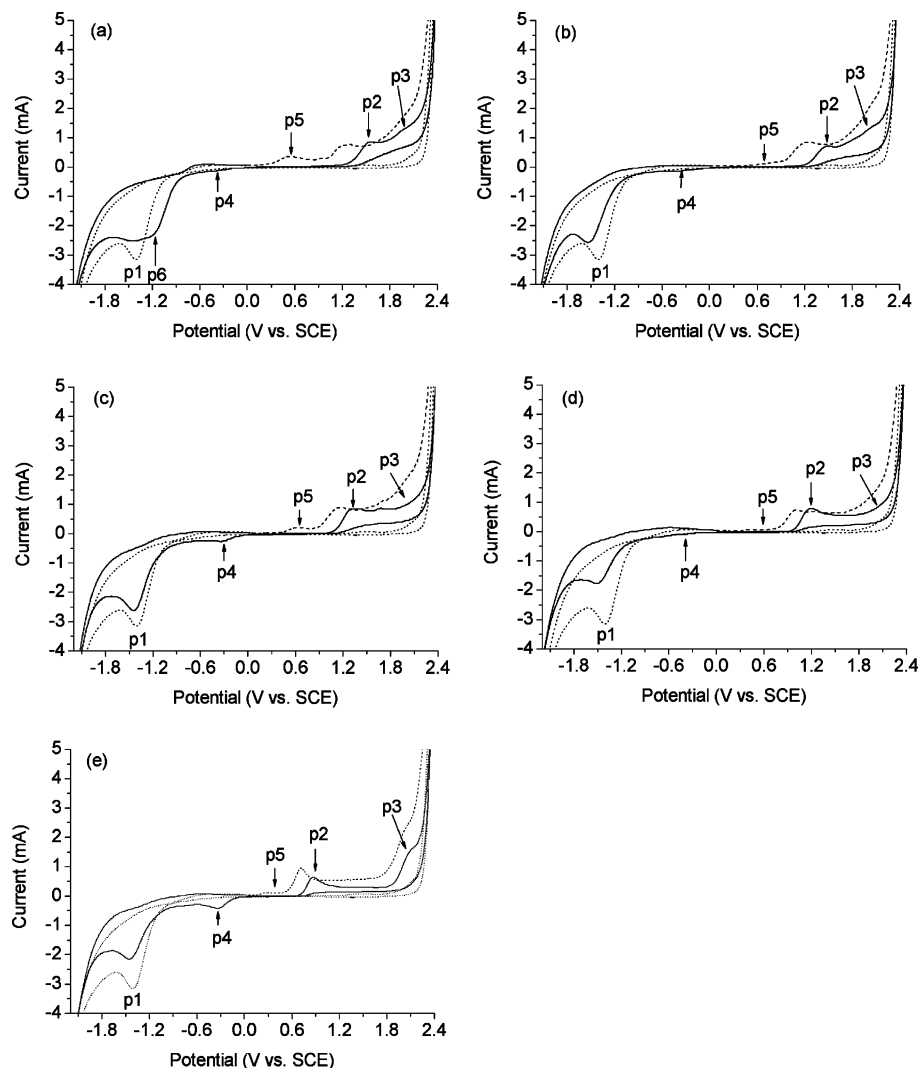 (a)
5
4
3
2
1
0
-1
-2
-3
-4
Current (mA)
p5
p2
p3
p4
p1
p6
-1.8 -1.2 -0.6 0.0 0.6 1.2 1.8 2.4
Potential (V vs. SCE)
(b)
5
4
3
2
1
0
-1
-2
-3
-4
Current (mA)
p5
p2
p3
p4
p1
-1.8 -1.2 -0.6 0.0 0.6 1.2 1.8 2.4
Potential (V vs. SCE)
(c)
5
4
3
2
1
0
-1
-2
-3
-4
Current (mA)
p5
p2
p3
p4
p1
-1.8 -1.2 -0.6 0.0 0.6 1.2 1.8 2.4
Potential (V vs. SCE)
(d)
5
4
3
2
1
0
-1
-2
-3
-4
Current (mA)
p5
p2
p3
p4
p1
-1.8 -1.2 -0.6 0.0 0.6 1.2 1.8 2.4
Potential (V vs. SCE)
(e)
5
4
3
2
1
0
-1
-2
-3
-4
Current (mA)
p5
p2
p3
p4
p1
-1.8 -1.2 -0.6 0.0 0.6 1.2 1.8 2.4
Potential (V vs. SCE)